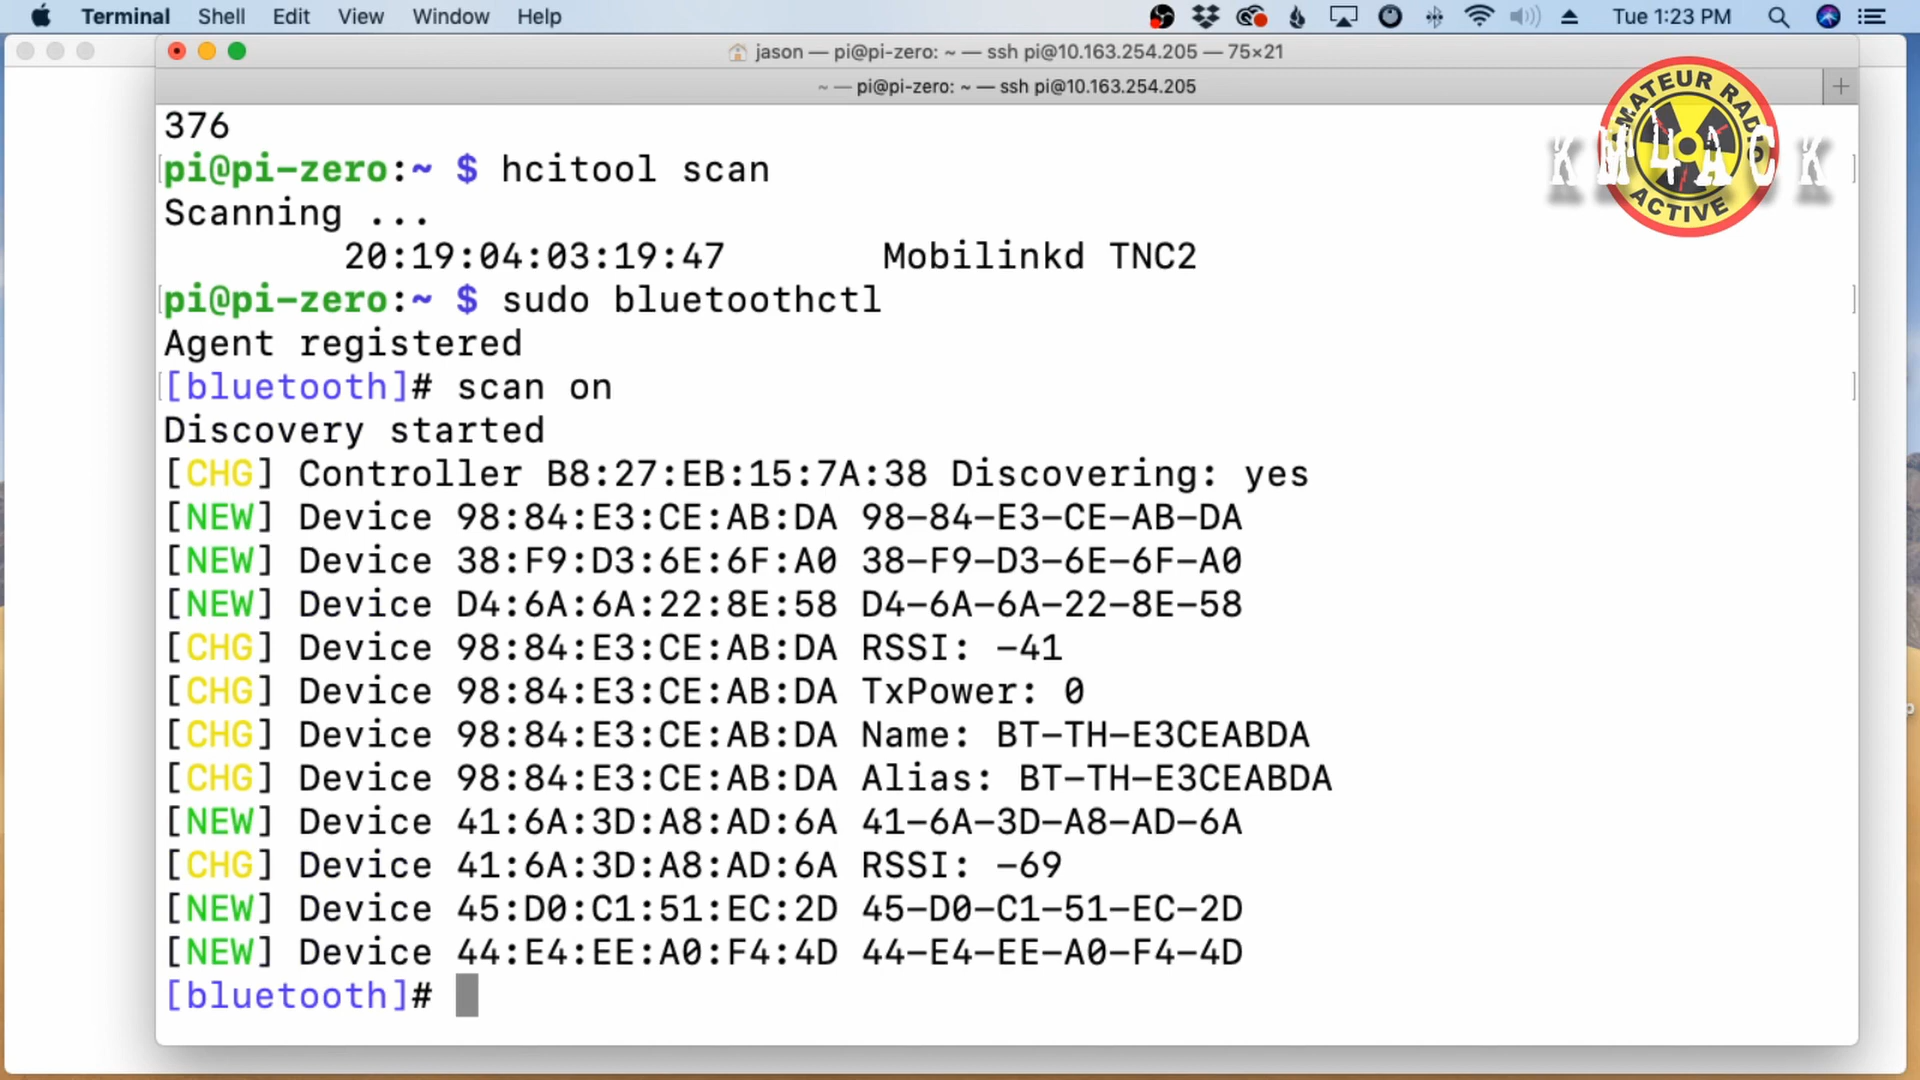 Terminal Shell Edit View Window Help Tue 1:23 PM
jason — pi@pi-zero: ~ — ssh pi@10.163.254.205 — 75×21
~ — pi@pi-zero: ~ — ssh pi@10.163.254.205
AMATEUR RADIO
KM4ACK
ACTIVE
376
pi@pi-zero:~ $ hcitool scan
Scanning ...
20:19:04:03:19:47 Mobilinkd TNC2
pi@pi-zero:~ $ sudo bluetoothctl
Agent registered
[bluetooth]# scan on
Discovery started
[CHG] Controller B8:27:EB:15:7A:38 Discovering: yes
[NEW] Device 98:84:E3:CE:AB:DA 98-84-E3-CE-AB-DA
[NEW] Device 38:F9:D3:6E:6F:A0 38-F9-D3-6E-6F-A0
[NEW] Device D4:6A:6A:22:8E:58 D4-6A-6A-22-8E-58
[CHG] Device 98:84:E3:CE:AB:DA RSSI: -41
[CHG] Device 98:84:E3:CE:AB:DA TxPower: 0
[CHG] Device 98:84:E3:CE:AB:DA Name: BT-TH-E3CEABDA
[CHG] Device 98:84:E3:CE:AB:DA Alias: BT-TH-E3CEABDA
[NEW] Device 41:6A:3D:A8:AD:6A 41-6A-3D-A8-AD-6A
[CHG] Device 41:6A:3D:A8:AD:6A RSSI: -69
[NEW] Device 45:D0:C1:51:EC:2D 45-D0-C1-51-EC-2D
[NEW] Device 44:E4:EE:A0:F4:4D 44-E4-EE-A0-F4-4D
[bluetooth]#